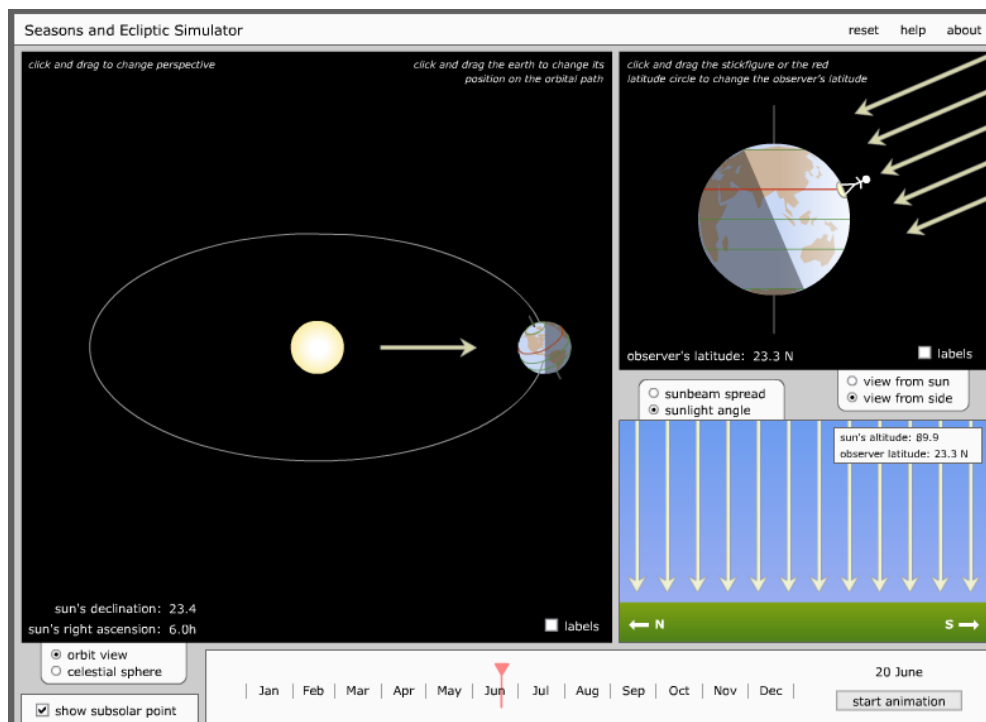 Seasons and Ecliptic Simulator
reset help about
click and drag to change perspective
click and drag the earth to change its
position on the orbital path
sun's declination: 23.4
sun's right ascension: 6.0h
labels
click and drag the stickfigure or the red
latitude circle to change the observer's latitude
observer's latitude: 23.3 N
labels
sunbeam spread
sunlight angle
view from sun
view from side
sun's altitude: 89.9
observer latitude: 23.3 N
N
S
orbit view
celestial sphere
show subsolar point
Jan Feb Mar Apr May Jun Jul Aug Sep Oct Nov Dec
20 June
start animation